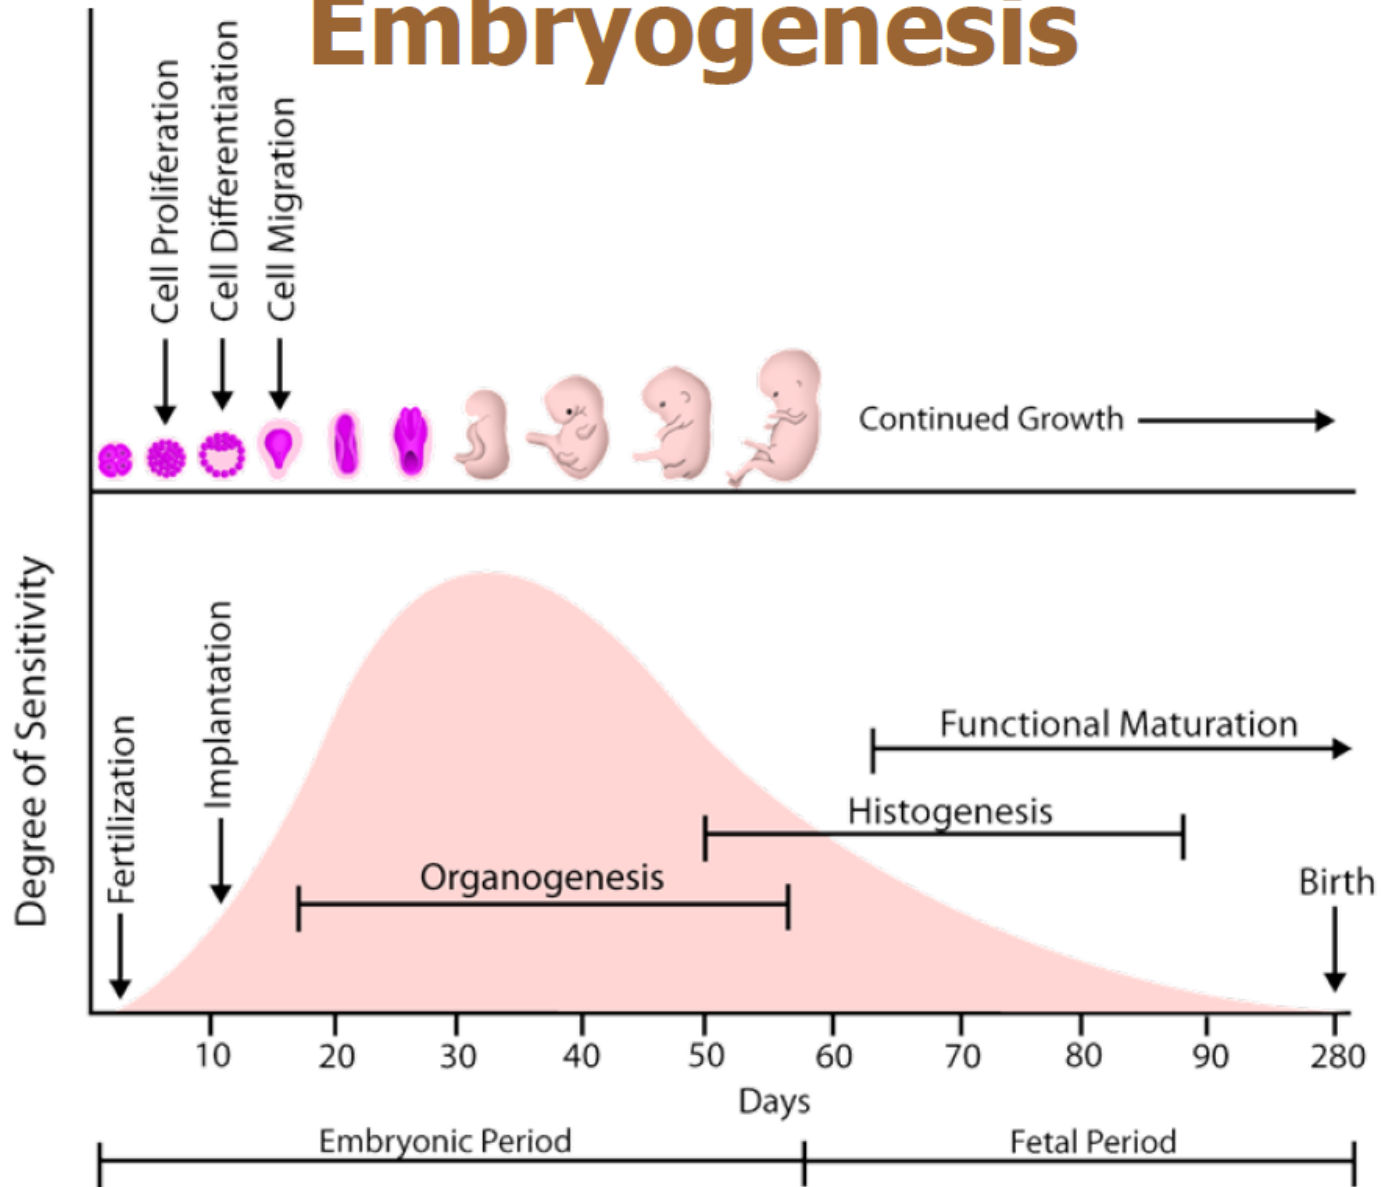 Embryogenesis
Cell Proliferation
Cell Differentiation
Cell Migration
Continued Growth
Degree of Sensitivity
Fertilization
Implantation
Functional Maturation
Histogenesis
Organogenesis
Birth
10 20 30 40 50 60 70 80 90 280
Days
Embryonic Period
Fetal Period